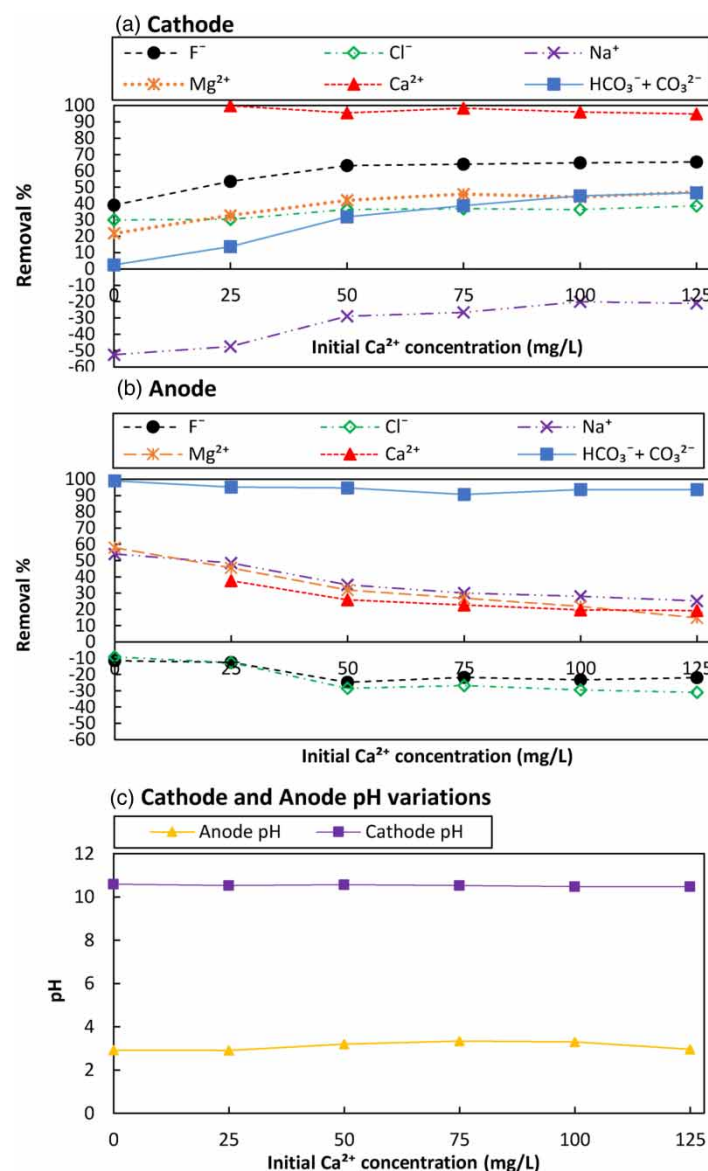 (a) Cathode
F⁻ Cl⁻ Na⁺
Mg²⁺ Ca²⁺ HCO₃⁻+ CO₃²⁻
100
90
80
70
60
50
40
30
20
10
0
-10
-20
-30
-40
-50
-60
Removal %
0 25 50 75 100 125
Initial Ca²⁺ concentration (mg/L)
(b) Anode
F⁻ Cl⁻ Na⁺
Mg²⁺ Ca²⁺ HCO₃⁻+ CO₃²⁻
100
90
80
70
60
50
40
30
20
10
0
-10
-20
-30
-40
-50
-60
Removal %
0 25 50 75 100 125
Initial Ca²⁺ concentration (mg/L)
(c) Cathode and Anode pH variations
Anode pH Cathode pH
12
10
8
6
4
2
0
pH
0 25 50 75 100 125
Initial Ca²⁺ concentration (mg/L)